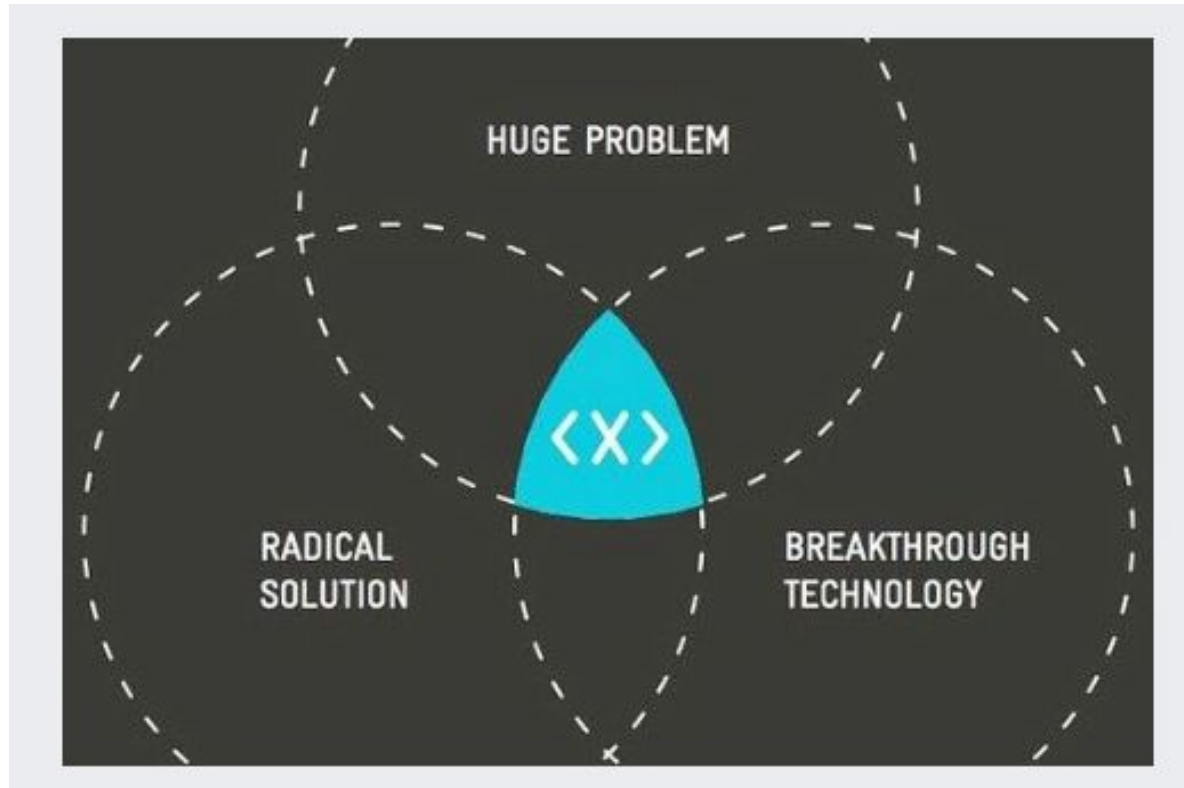 HUGE PROBLEM
<X>
RADICAL
SOLUTION
BREAKTHROUGH
TECHNOLOGY